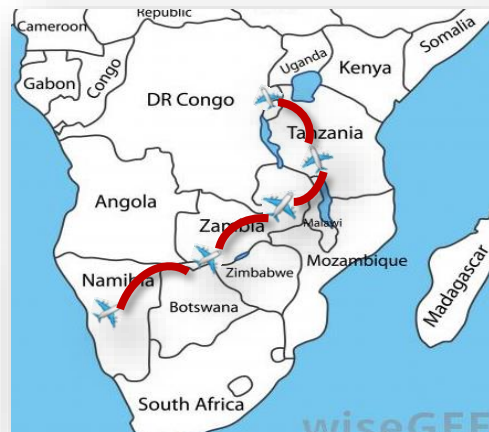 Republic
Cameroon
Somalia
Uganda
Kenya
Gabon
Congo
DR Congo
Tanzania
Angola
Zambia
Malawi
Mozambique
Namibia
Zimbabwe
Botswana
Madagascar
South Africa
wiseGEE